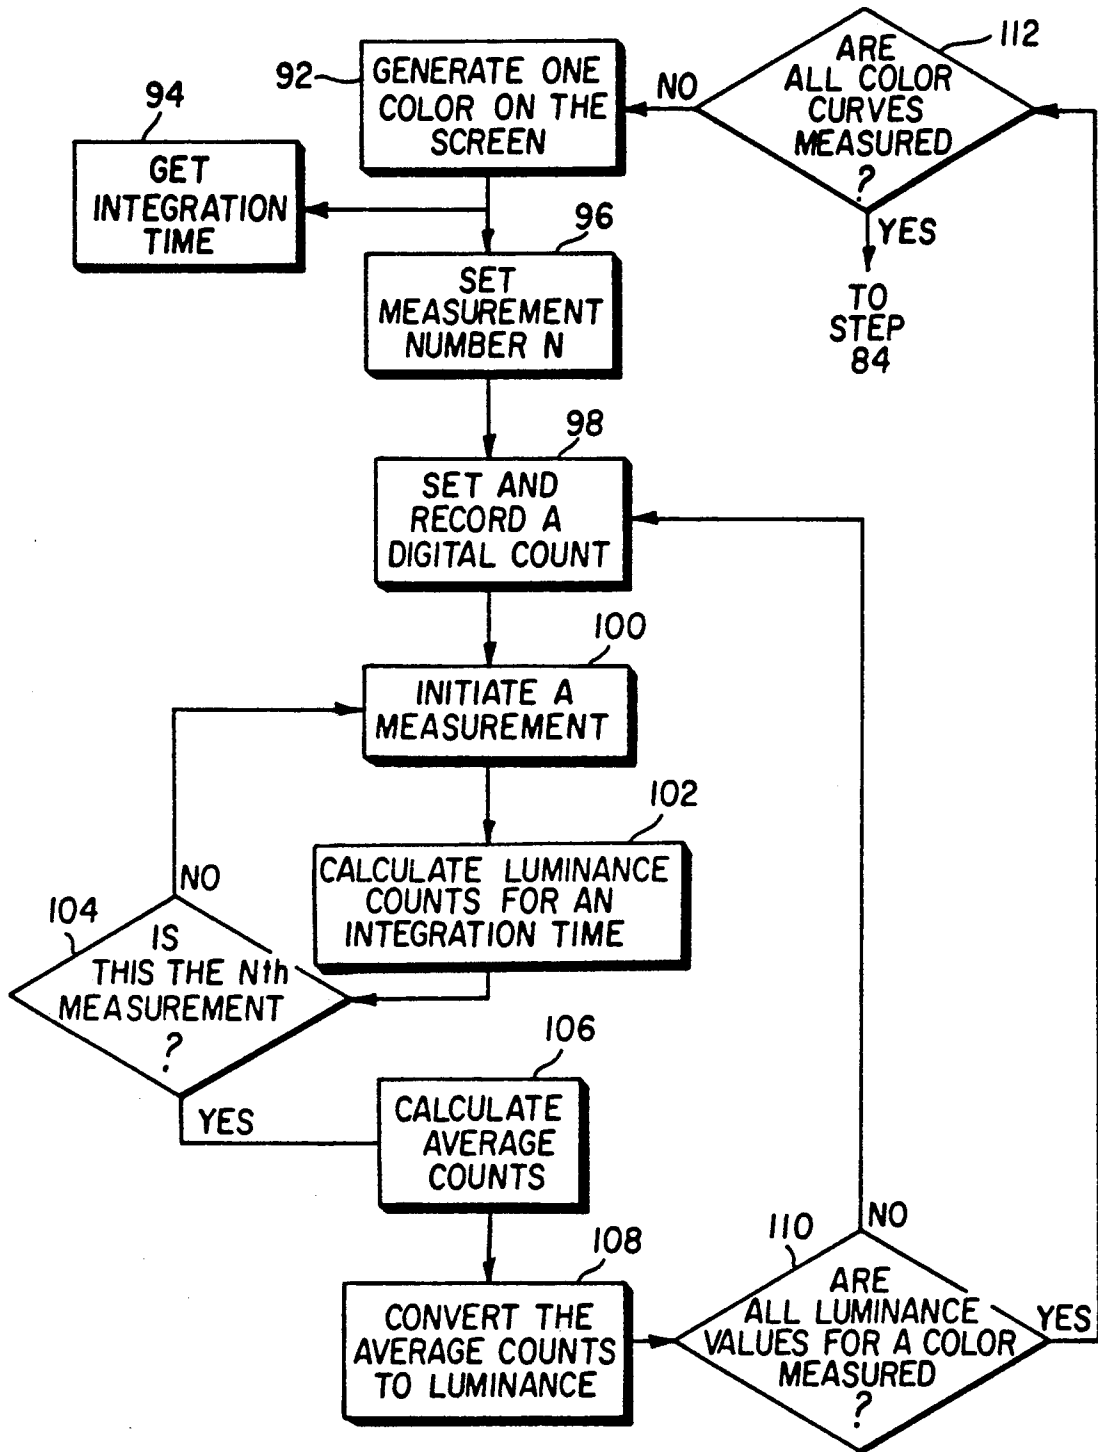 92
GENERATE ONE
COLOR ON THE
SCREEN
NO
ARE
ALL COLOR
CURVES
MEASURED
?
112
YES
TO
STEP
84
94
GET
INTEGRATION
TIME
96
SET
MEASUREMENT
NUMBER N
98
SET AND
RECORD A
DIGITAL COUNT
100
INITIATE A
MEASUREMENT
102
CALCULATE LUMINANCE
COUNTS FOR AN
INTEGRATION TIME
NO
104
IS
THIS THE Nth
MEASUREMENT
?
YES
106
CALCULATE
AVERAGE
COUNTS
108
CONVERT THE
AVERAGE COUNTS
TO LUMINANCE
110
NO
ARE
ALL LUMINANCE
VALUES FOR A COLOR
MEASURED
?
YES